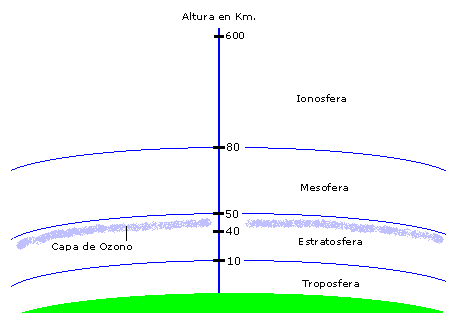 Altura en Km.
600
Ionosfera
80
Mesofera
50
40
Estratosfera
Capa de Ozono
10
Troposfera